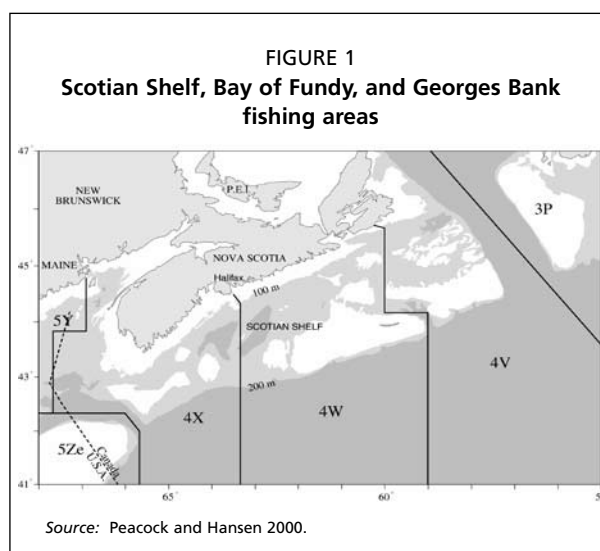 FIGURE 1
Scotian Shelf, Bay of Fundy, and Georges Bank
fishing areas
47°
NEW
BRUNSWICK
P.E.I.
3P
45°
MAINE
NOVA SCOTIA
Halifax
100 m
5Y
SCOTIAN SHELF
4V
43°
200 m
4X
4W
5Ze
Canada
U.S.A.
41°
65°
60°
5
Source: Peacock and Hansen 2000.